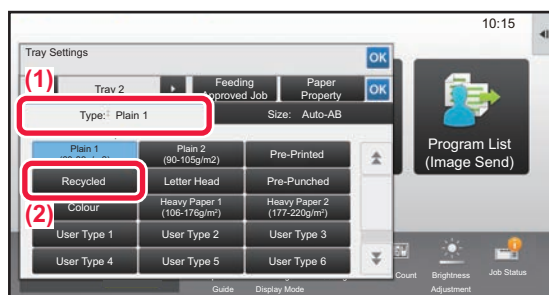 10:15
Tray Settings
OK
(1)
Tray 2
Feeding
Approved Job
Paper
Property
OK
Type: Plain 1
Size: Auto-AB
Plain 1
Plain 2
(90-105g/m2)
Pre-Printed
Recycled
Letter Head
Pre-Punched
(2)
Colour
Heavy Paper 1
(106-176g/m²)
Heavy Paper 2
(177-220g/m²)
User Type 1
User Type 2
User Type 3
User Type 4
User Type 5
User Type 6
Program List
(Image Send)
Count
Brightness
Adjustment
Job Status
Guide
Display Mode